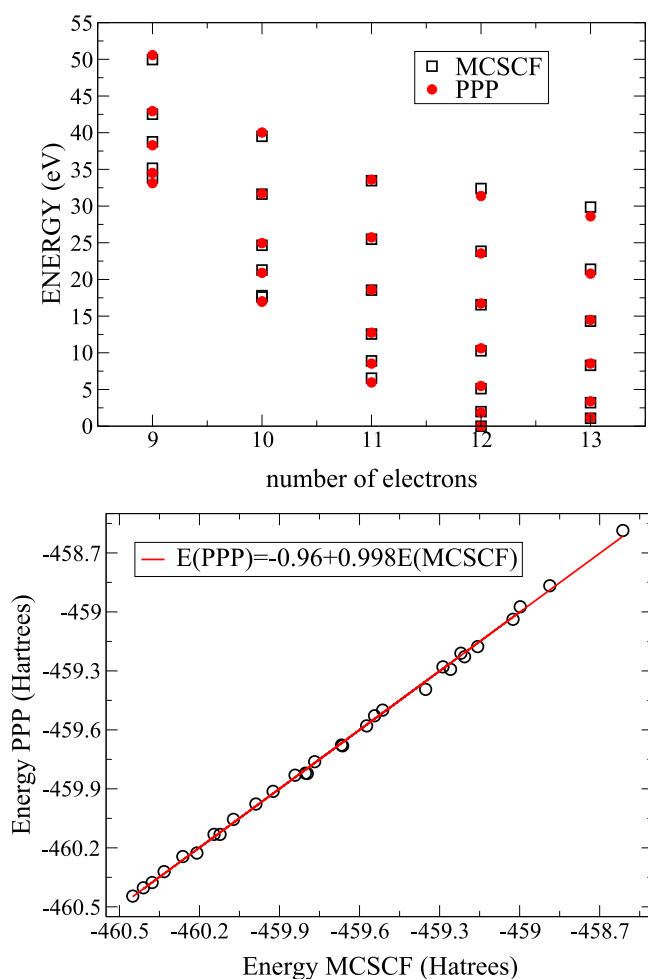 55
50
45
40
35
30
25
20
15
10
5
0
ENERGY (eV)
MCSCF
PPP
9 10 11 12 13
number of electrons
E(PPP)=-0.96+0.998E(MCSCF)
-458.7
-459
-459.3
-459.6
-459.9
-460.2
-460.5
Energy PPP (Hartrees)
-460.5 -460.2 -459.9 -459.6 -459.3 -459 -458.7
Energy MCSCF (Hatrees)